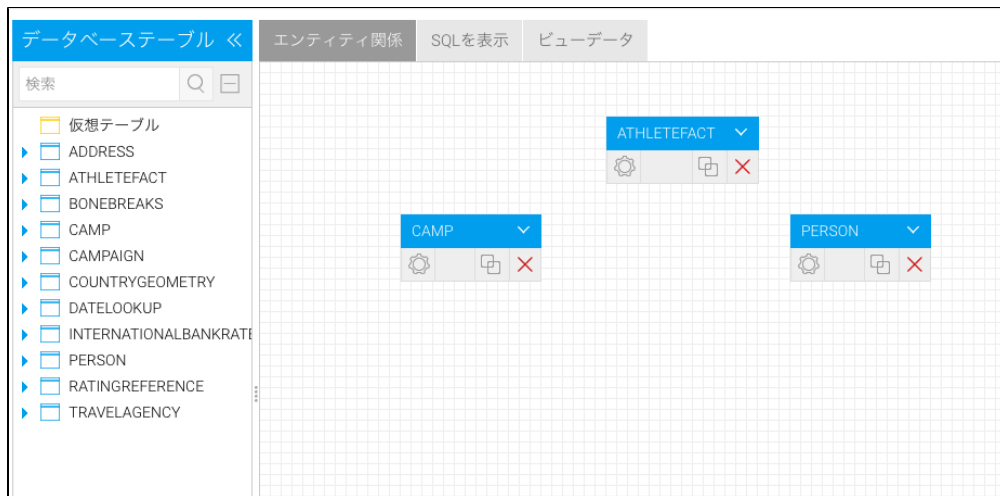 データベーステーブル
エンティティ関係 SQLを表示 ビューデータ
検索
仮想テーブル
ADDRESS
ATHLETEFACT
BONEBREAKS
CAMP
CAMPAIGN
COUNTRYGEOMETRY
DATELOOKUP
INTERNATIONALBANKRATE
PERSON
RATINGREFERENCE
TRAVELAGENCY
ATHLETEFACT
CAMP
PERSON